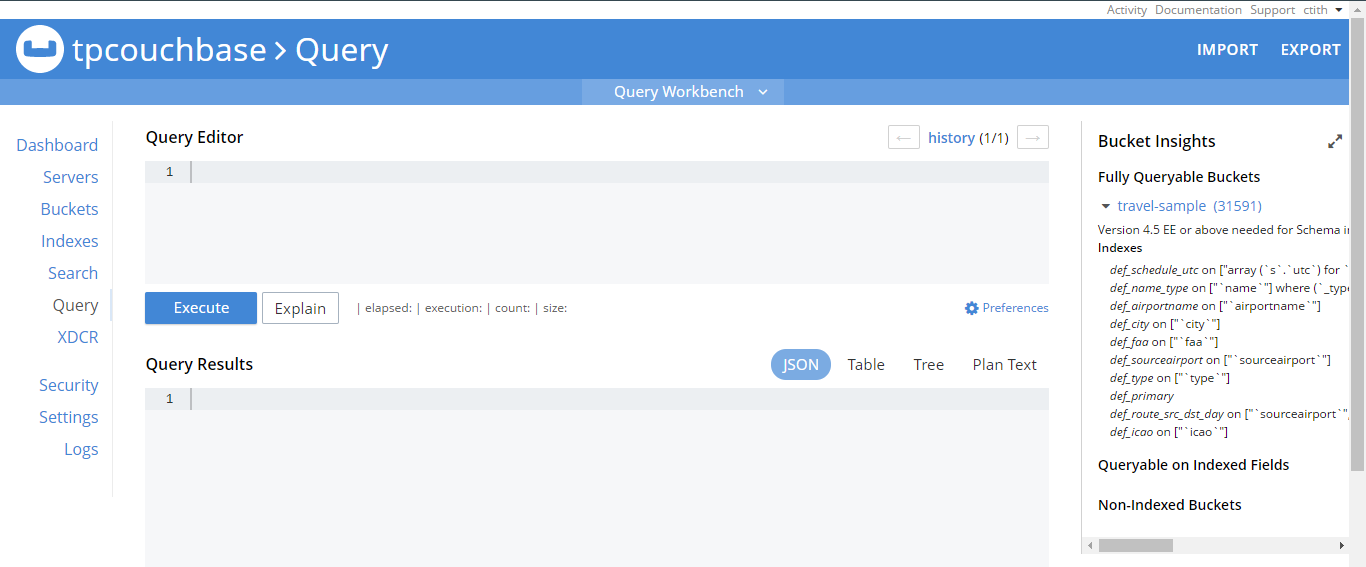 Activity Documentation Support ctith
tpcouchbase > Query
IMPORT EXPORT
Query Workbench
Dashboard
Servers
Buckets
Indexes
Search
Query
XDCR
Security
Settings
Logs
Query Editor
← history (1/1) →
1
Execute Explain | elapsed: | execution: | count: | size: Preferences
Query Results
JSON Table Tree Plan Text
1
Bucket Insights
Fully Queryable Buckets
travel-sample (31591)
Version 4.5 EE or above needed for Schema in
Indexes
def_schedule_utc on ["array (`s`.`utc`) for `
def_name_type on ["`name`"] where (`_type
def_airportname on ["`airportname`"]
def_city on ["`city`"]
def_faa on ["`faa`"]
def_sourceairport on ["`sourceairport`"]
def_type on ["`type`"]
def_primary
def_route_src_dst_day on ["`sourceairport`",
def_icao on ["`icao`"]
Queryable on Indexed Fields
Non-Indexed Buckets